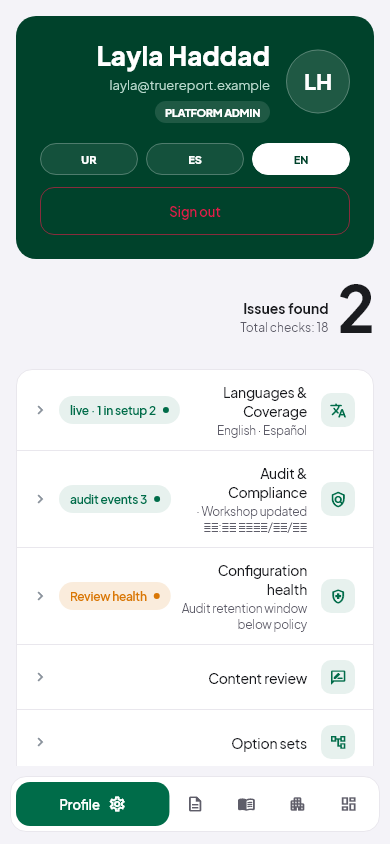 Layla Haddad
layla@truereport.example
LH
PLATFORM ADMIN
UR
ES
EN
Sign out
2
Issues found
Total checks: 18
Languages &
Coverage
English · Español
live · 1 in setup 2
Audit &
Compliance
· Workshop updated
audit events 3
Configuration
health
Audit retention window
below policy
Review health
Content review
Option sets
Profile